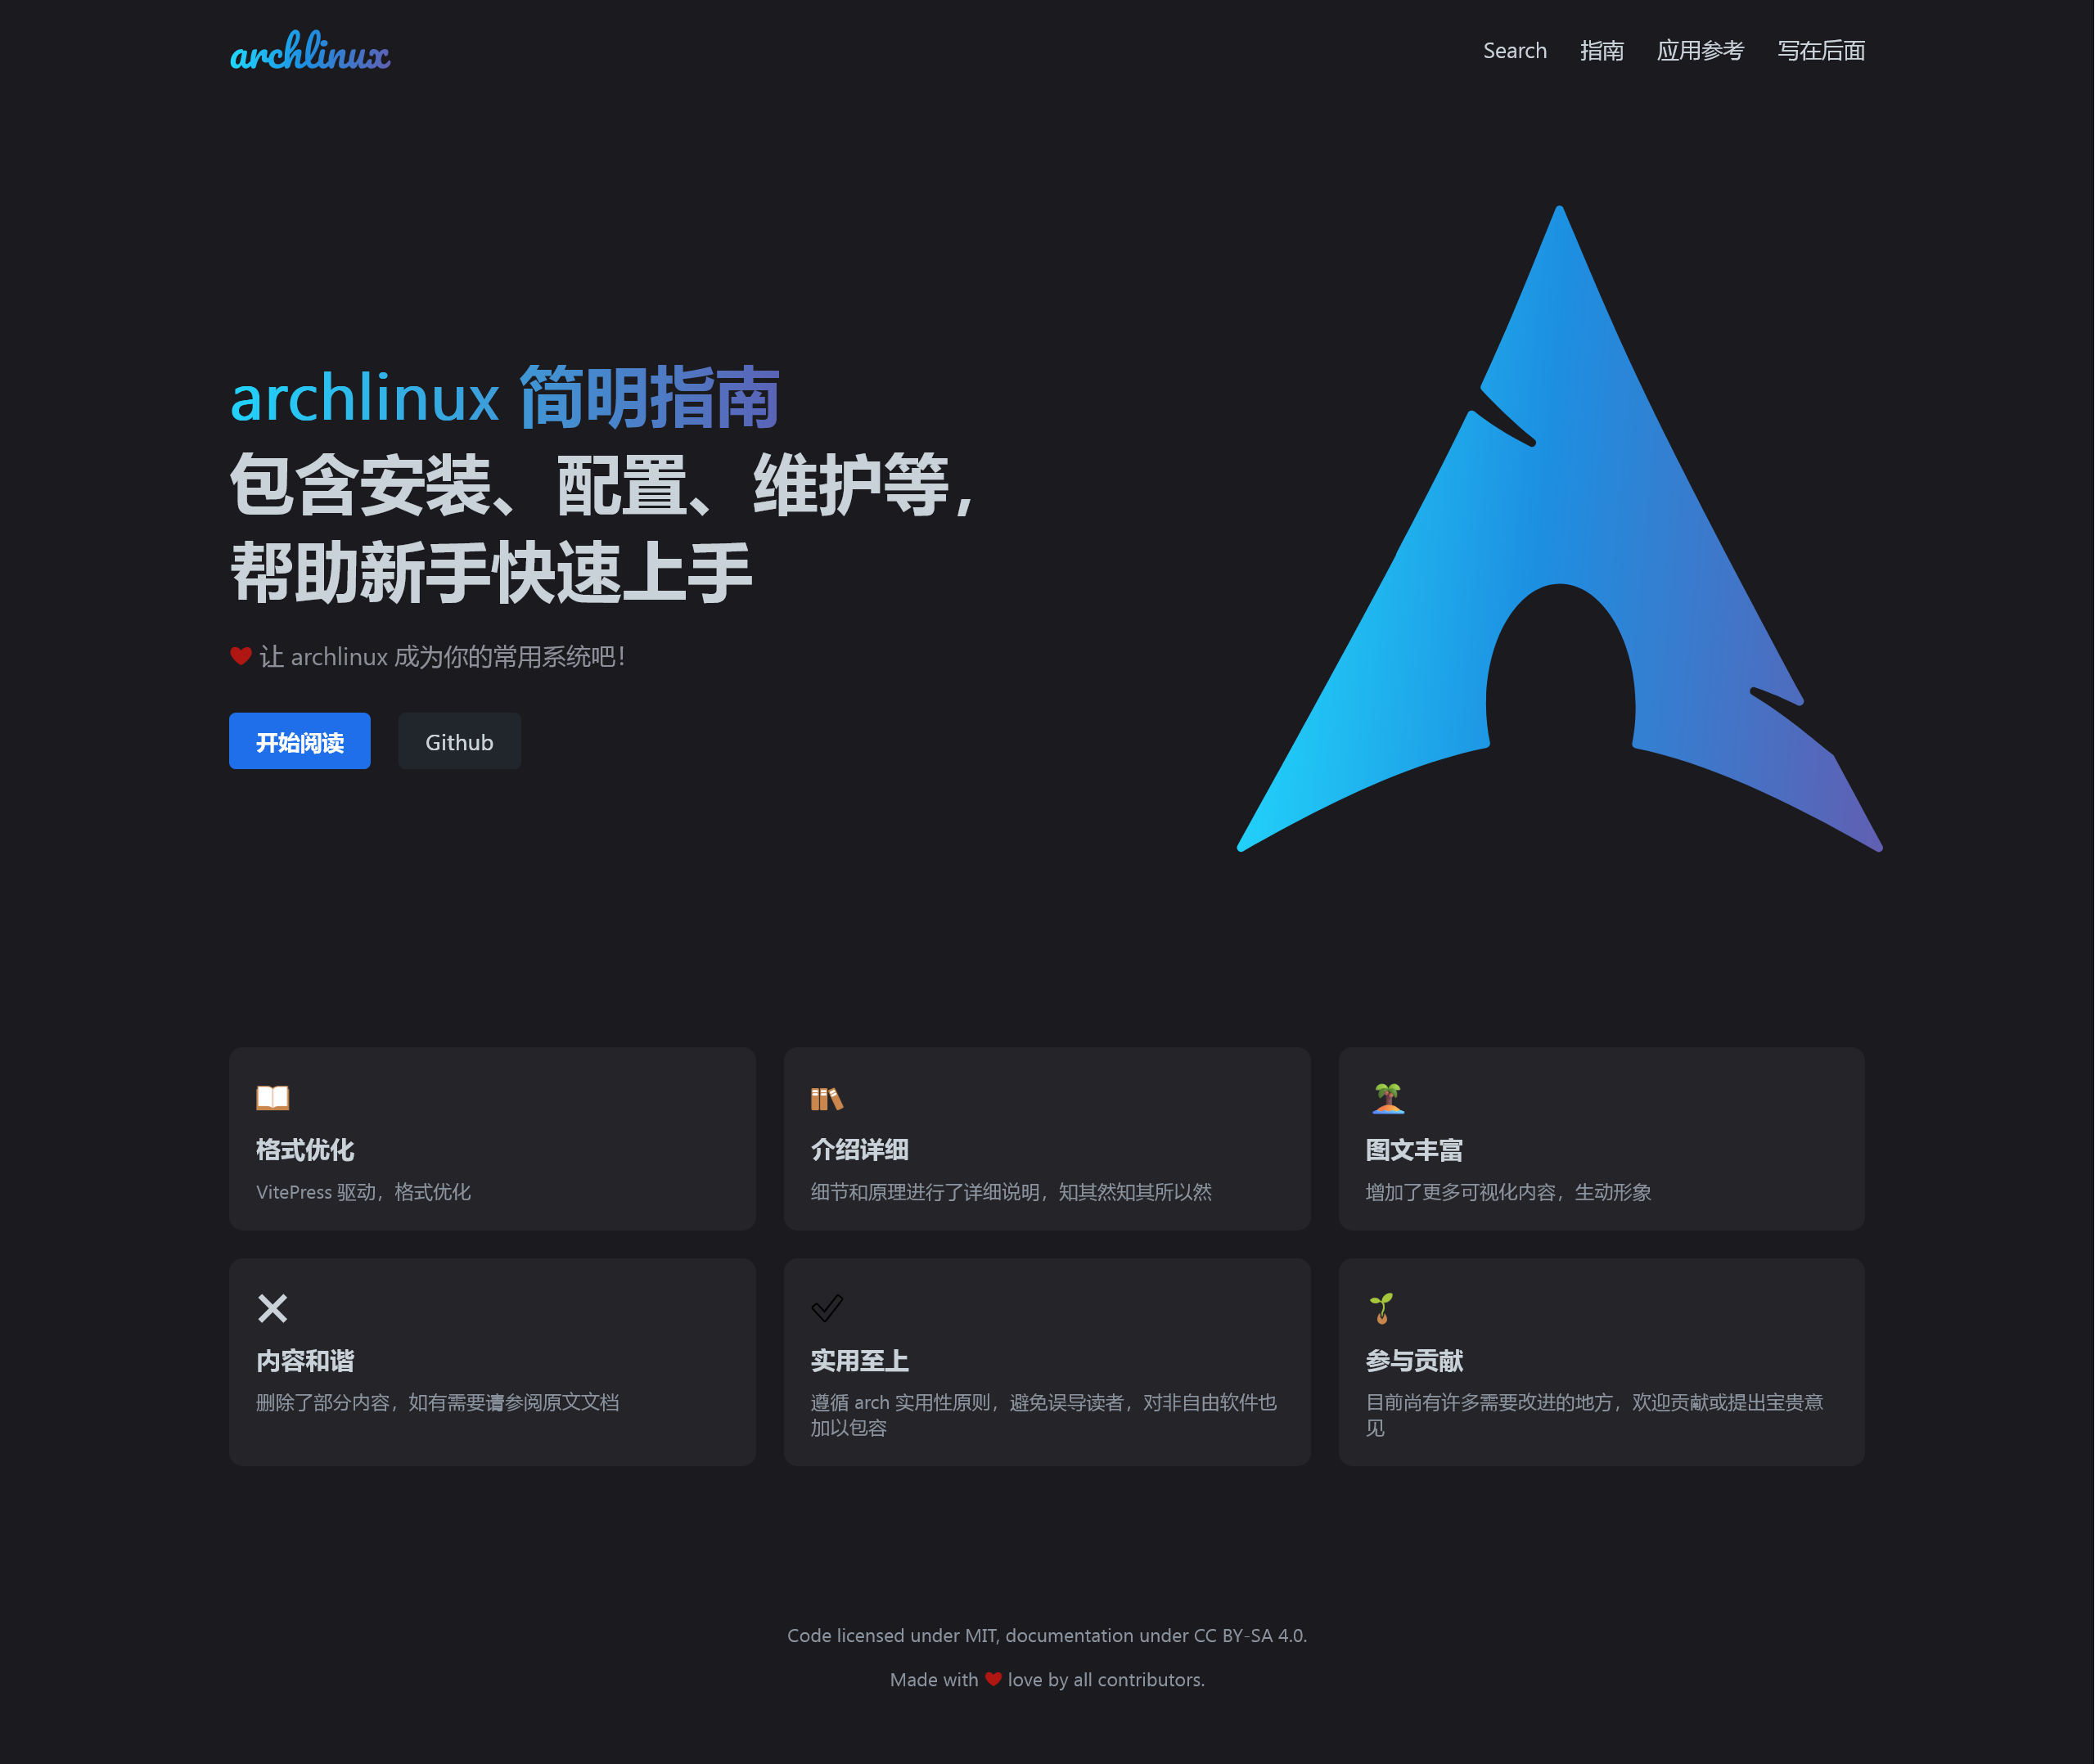 archlinux
Search 指南 应用参考 写在后面
archlinux 简明指南
包含安装、配置、维护等，
帮助新手快速上手
❤ 让 archlinux 成为你的常用系统吧！
开始阅读 Github
格式优化
VitePress 驱动，格式优化
介绍详细
细节和原理进行了详细说明，知其然知其所以然
图文丰富
增加了更多可视化内容，生动形象
内容和谐
删除了部分内容，如有需要请参阅原文文档
实用至上
遵循 arch 实用性原则，避免误导读者，对非自由软件也
加以包容
参与贡献
目前尚有许多需要改进的地方，欢迎贡献或提出宝贵意
见
Code licensed under MIT, documentation under CC BY-SA 4.0.
Made with ❤ love by all contributors.